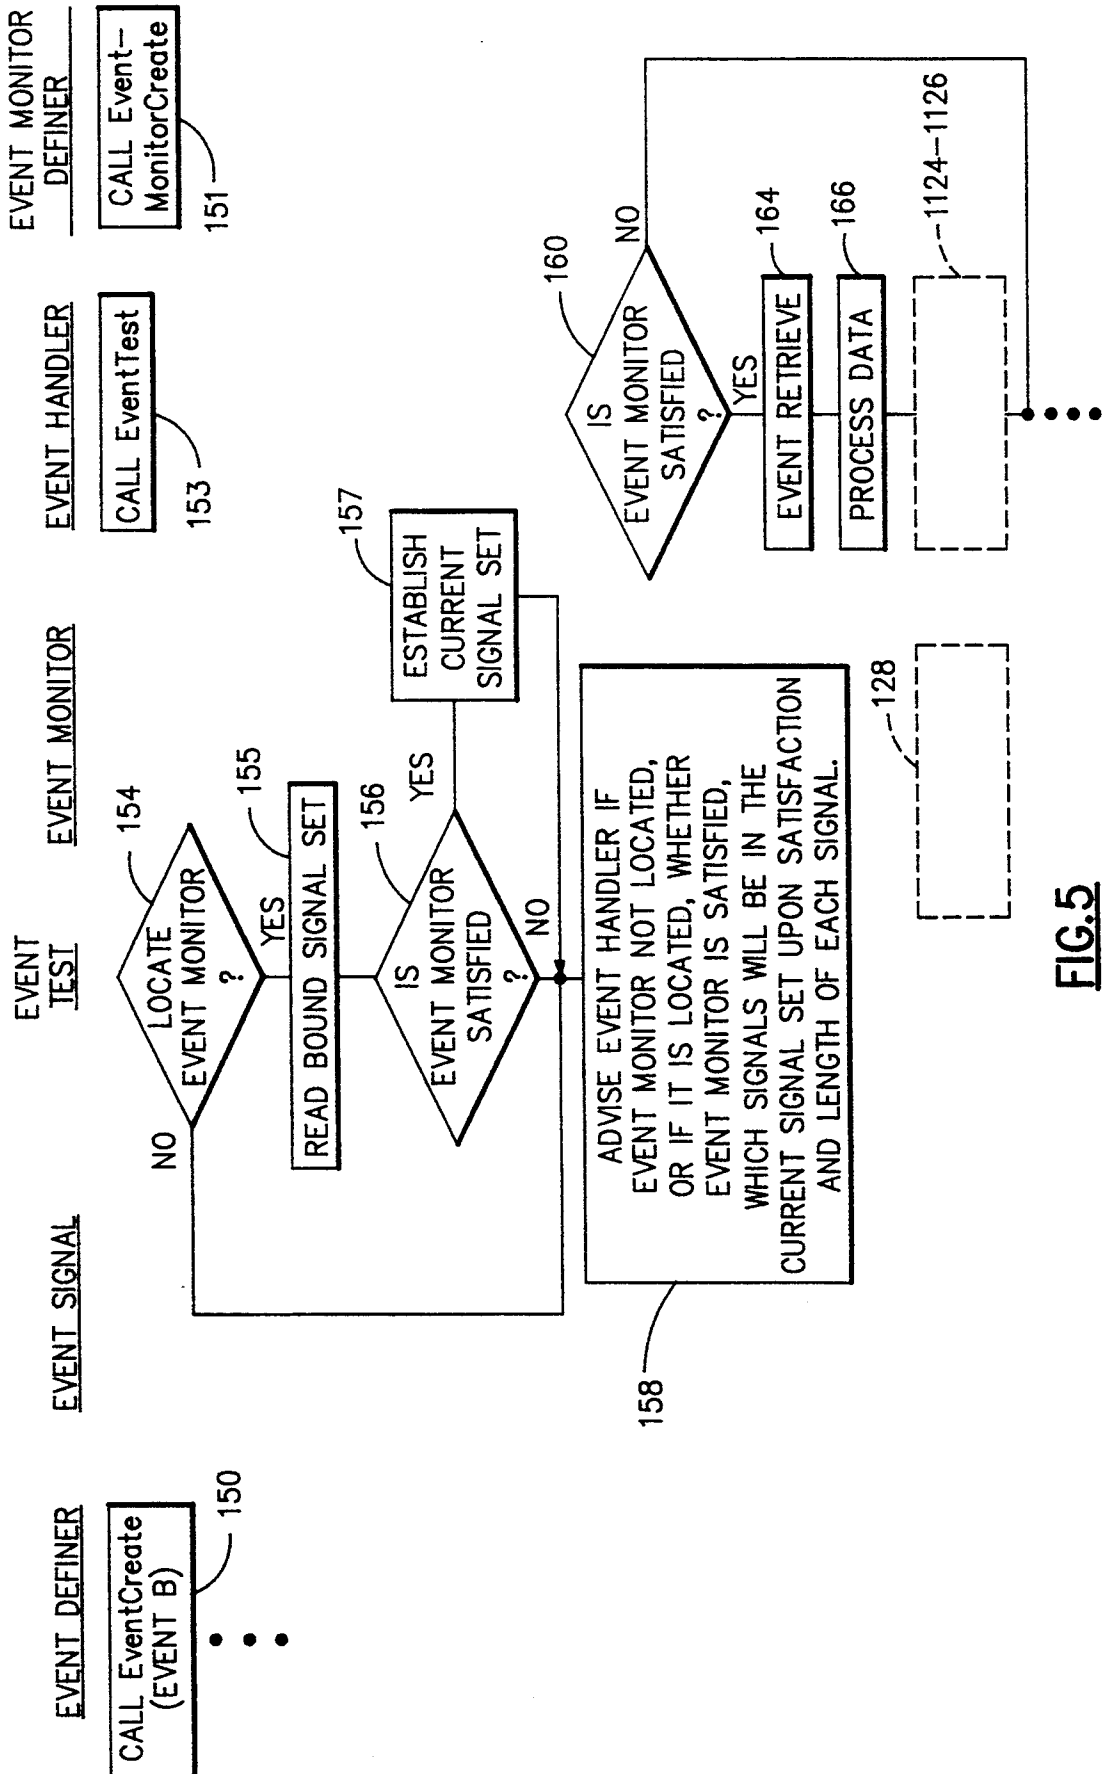 EVENT DEFINER
CALL EventCreate
(EVENT B)
150
EVENT SIGNAL
EVENT
TEST
LOCATE
EVENT MONITOR
?
154
NO
YES
READ BOUND SIGNAL SET
155
IS
EVENT MONITOR
SATISFIED
?
156
YES
NO
ESTABLISH
CURRENT
SIGNAL SET
157
ADVISE EVENT HANDLER IF
EVENT MONITOR NOT LOCATED,
OR IF IT IS LOCATED, WHETHER
EVENT MONITOR IS SATISFIED,
WHICH SIGNALS WILL BE IN THE
CURRENT SIGNAL SET UPON SATISFACTION
AND LENGTH OF EACH SIGNAL.
158
EVENT MONITOR
128
EVENT HANDLER
CALL EventTest
153
IS
EVENT MONITOR
SATISFIED
?
160
NO
YES
EVENT RETRIEVE
164
PROCESS DATA
166
1124-1126
EVENT MONITOR
DEFINER
CALL Event-
MonitorCreate
151
FIG.5